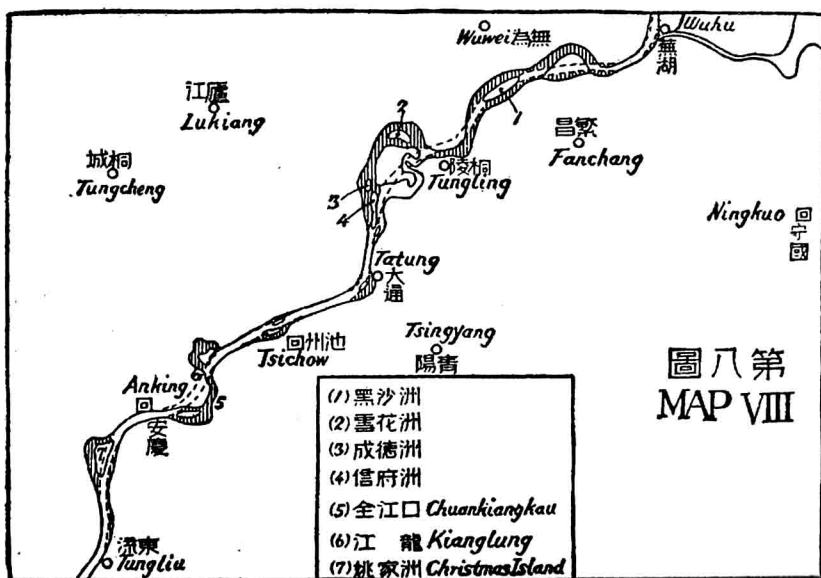 Wuwei 為無
Wuhu
蕪湖
江廬
Lukiang
2
1
昌繁
Fanchang
城桐
Tungcheng
陵桐
Tungling
3
4
Ningkuo
寧國
Tatung
大通
州池
Tsichow
Tsingyang
陽青
圖八第
MAP VIII
6
Anking
安慶
5
7
流東
Tungliu
(1) 黑沙洲
(2) 雪花洲
(3) 成德洲
(4) 信府洲
(5) 全江口 Chuankiangkau
(6) 江龍 Kianglung
(7) 姚家洲 Christmas Island